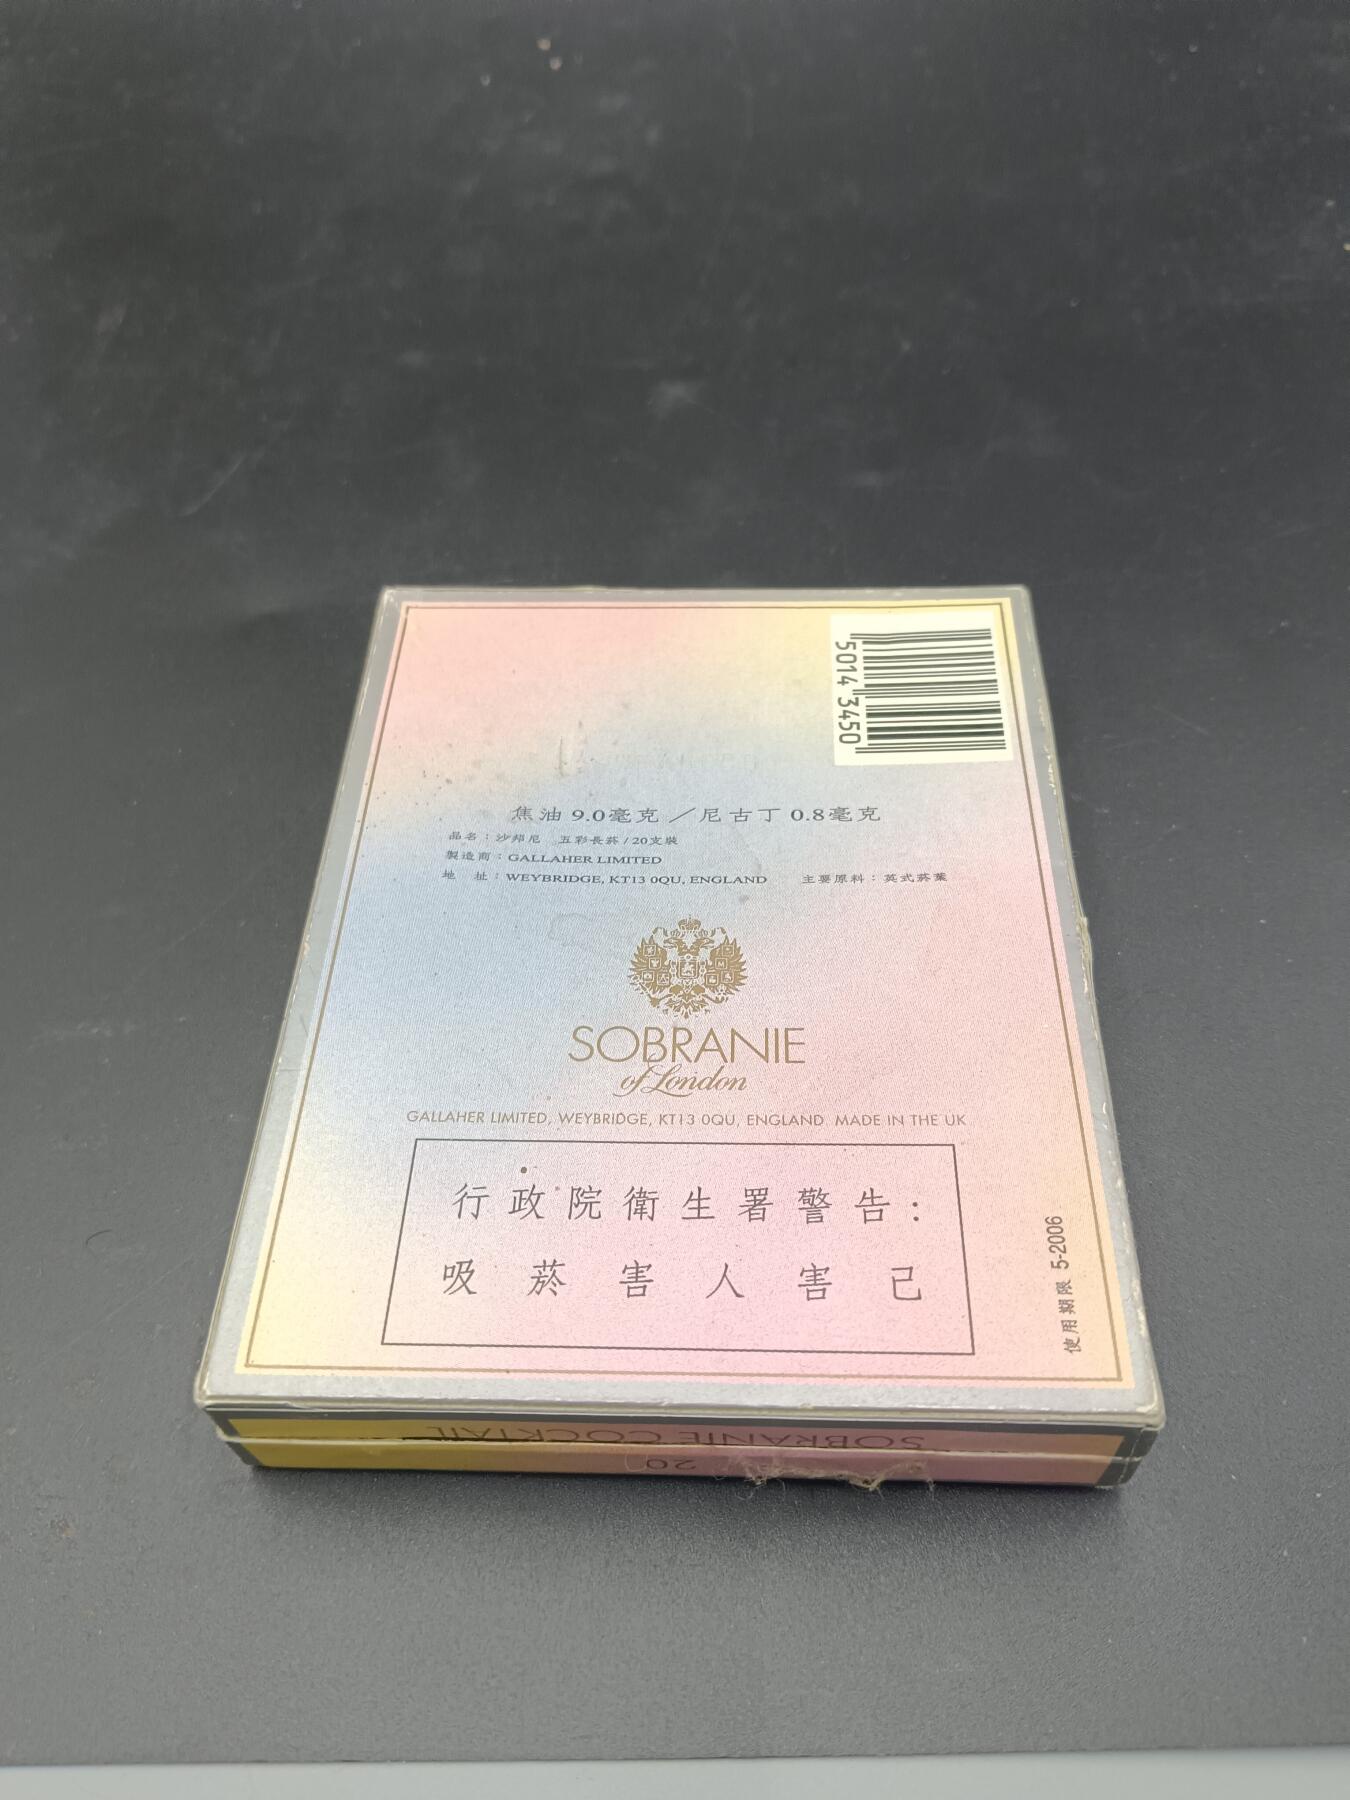 5014 3450
焦油 9.0毫克／尼古丁 0.8毫克
品名：沙邦尼　五彩長菸 / 20支裝
製造商：GALLAHER LIMITED
地　址：WEYBRIDGE, KT13 0QU, ENGLAND　主要原料：英式菸葉
SOBRANIE
of London
GALLAHER LIMITED, WEYBRIDGE, KT13 0QU, ENGLAND. MADE IN THE UK
行政院衛生署警告：
吸菸害人害己
使用期限 5-2006
SOBRANIE COCKTAIL
20